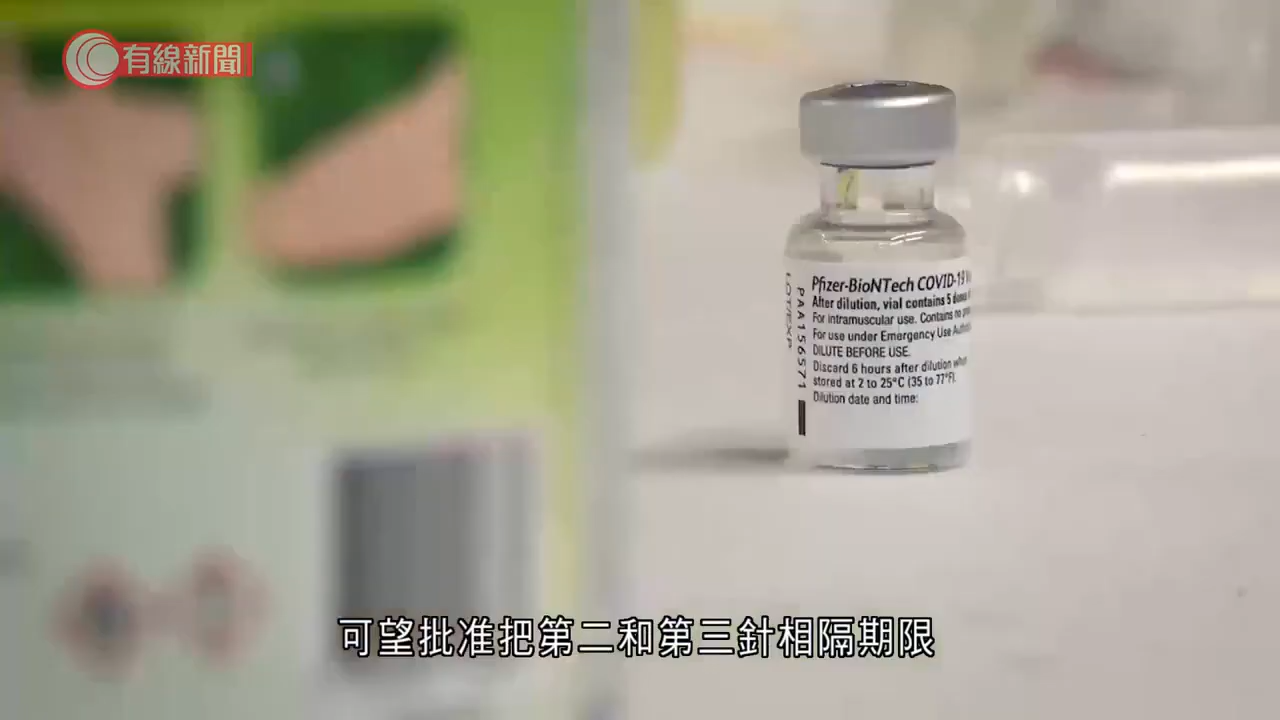 有線新聞
Pfizer-BioNTech COVID-19
After dilution, vial contains 5
For intramuscular use. Contains no
For use under Emergency Use
DILUTE BEFORE USE.
Discard 6 hours after dilution when
stored at 2 to 25°C (35 to 77°F).
Dilution date and time:
LOT/EXP
PAA156571
可望批准把第二和第三針相隔期限